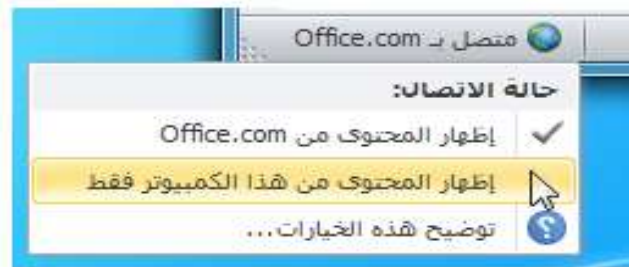 متصل بـ Office.com
حالة الاتصال:
إظهار المحتوى من Office.com
إظهار المحتوى من هذا الكمبيوتر فقط
توضيح هذه الخيارات...